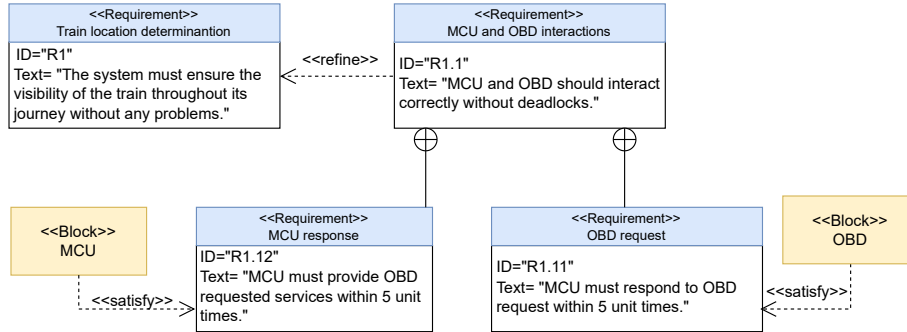 <<Requirement>>
Train location determinantion
ID="R1"
Text= "The system must ensure the
visibility of the train throughout its
journey without any problems."
<<refine>>
<<Requirement>>
MCU and OBD interactions
ID="R1.1"
Text= "MCU and OBD should interact
correctly without deadlocks."
<<Block>>
MCU
<<satisfy>>
<<Requirement>>
MCU response
ID="R1.12"
Text= "MCU must provide OBD
requested services within 5 unit
times."
<<Requirement>>
OBD request
ID="R1.11"
Text= "MCU must respond to OBD
request within 5 unit times."
<<Block>>
OBD
<<satisfy>>